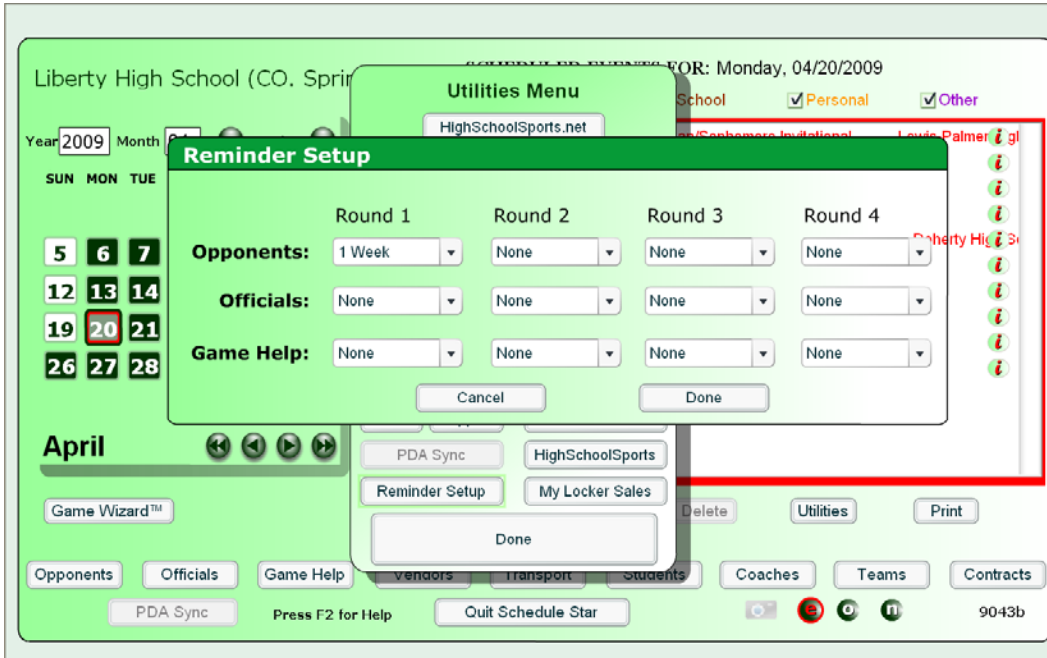 Liberty High School (CO. Sprin
FOR: Monday, 04/20/2009
Utilities Menu
School Personal Other
HighSchoolSports.net
Year 2009 Month
Invitational Lewis-Palmer
SUN MON TUE
Reminder Setup
Round 1 Round 2 Round 3 Round 4
Opponents: 1 Week None None None
Officials: None None None None
Game Help: None None None None
Cancel Done
5 6 7
12 13 14
19 20 21
26 27 28
April
PDA Sync HighSchoolSports
Reminder Setup My Locker Sales
Done
Game Wizard™ Delete Utilities Print
Opponents Officials Game Help Vendors Transport Students Coaches Teams Contracts
PDA Sync Press F2 for Help Quit Schedule Star e o n 9043b